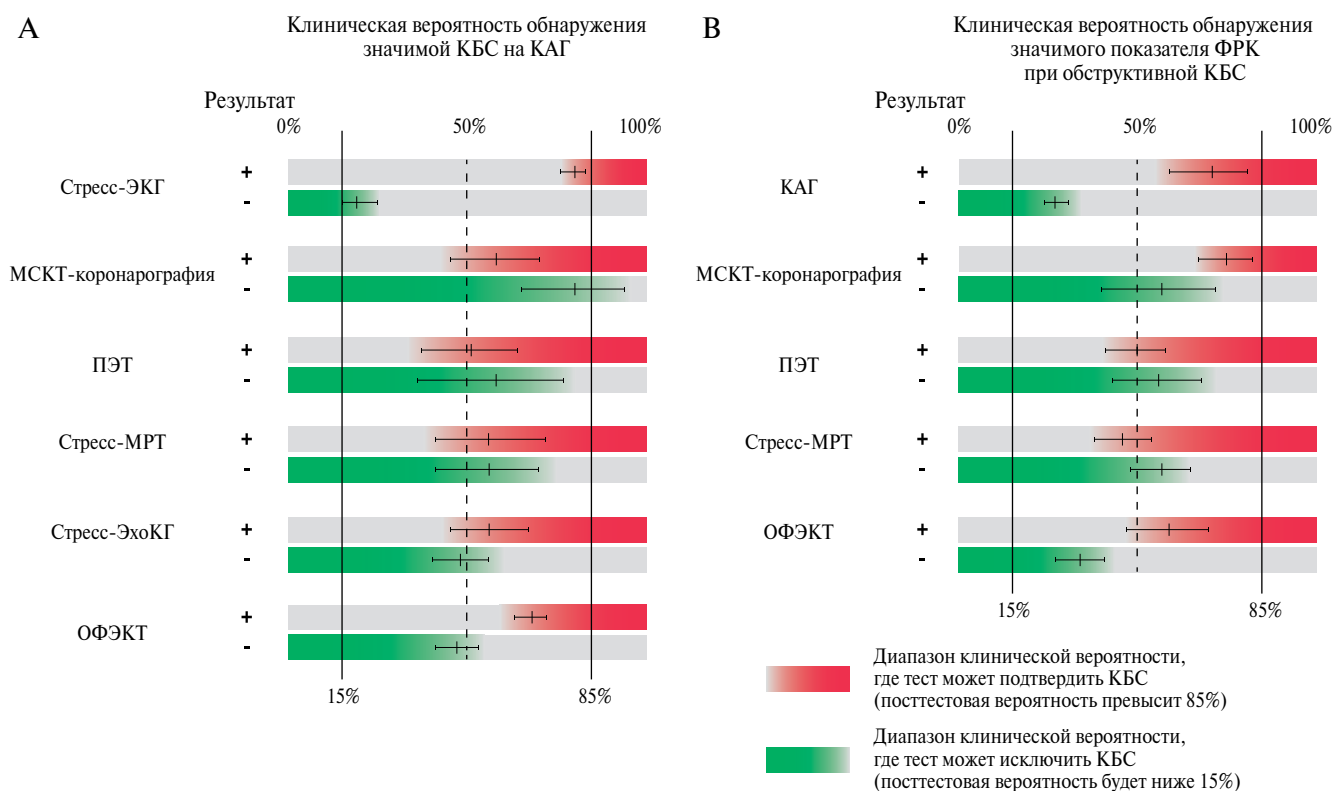 A
Клиническая вероятность обнаружения
значимой КБС на КАГ
Результат
0%
50%
100%
Стресс-ЭКГ
+
-
МСКТ-коронарография
+
-
ПЭТ
+
-
Стресс-МРТ
+
-
Стресс-ЭхоКГ
+
-
ОФЭКТ
+
-
15%
85%
B
Клиническая вероятность обнаружения
значимого показателя ФРК
при обструктивной КБС
Результат
0%
50%
100%
КАГ
+
-
МСКТ-коронарография
+
-
ПЭТ
+
-
Стресс-МРТ
+
-
ОФЭКТ
+
-
15%
85%
Диапазон клинической вероятности,
где тест может подтвердить КБС
(посттестовая вероятность превысит 85%)
Диапазон клинической вероятности,
где тест может исключить КБС
(посттестовая вероятность будет ниже 15%)